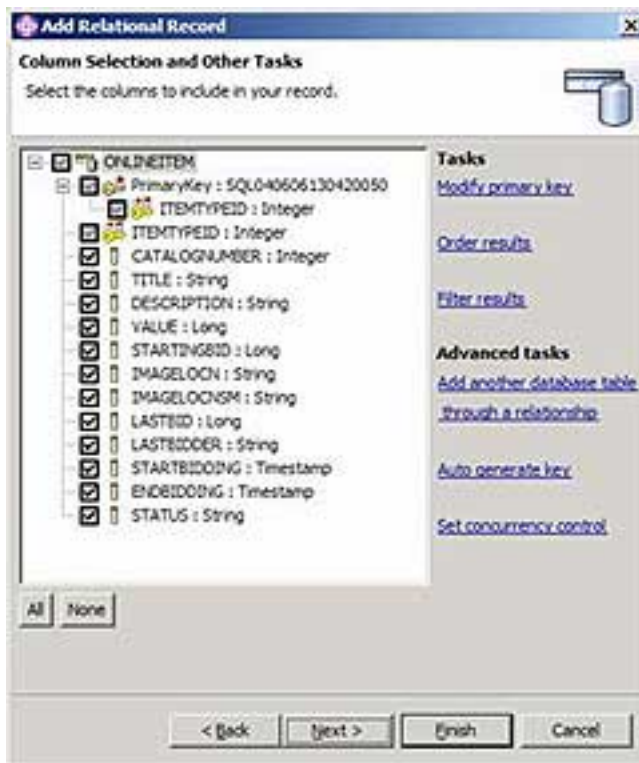 Add Relational Record
Column Selection and Other Tasks
Select the columns to include in your record.
ONLINEITEM
PrimaryKey : SQL040606130420050
ITEMTYPEID : Integer
ITEMTYPEID : Integer
CATALOGNUMBER : Integer
TITLE : String
DESCRIPTION : String
VALUE : Long
STARTINGBID : Long
IMAGELOCN : String
IMAGELOCNSM : String
LASTBID : Long
LASTBIDDER : String
STARTBIDDING : Timestamp
ENDBIDDING : Timestamp
STATUS : String
All None
Tasks
Modify primary key
Order results
Filter results
Advanced tasks
Add another database table
through a relationship
Auto generate key
Set concurrency control
< Back Next > Finish Cancel